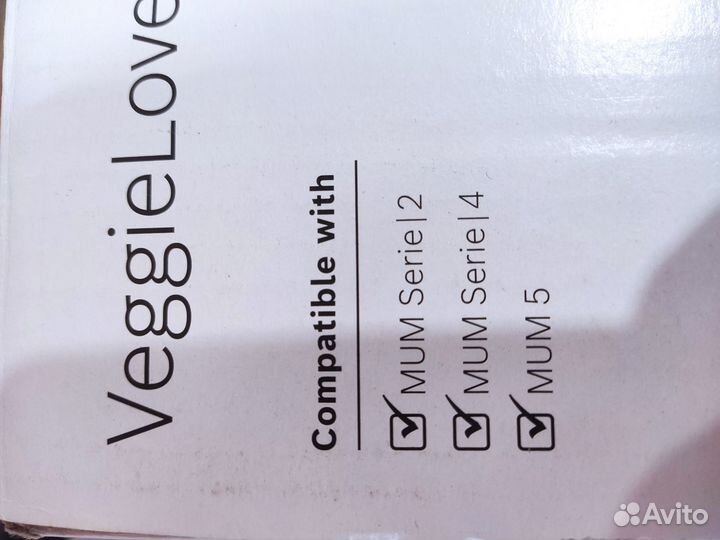 VeggieLove
Compatible with
MUM Serie|2
MUM Serie|4
MUM 5
Avito